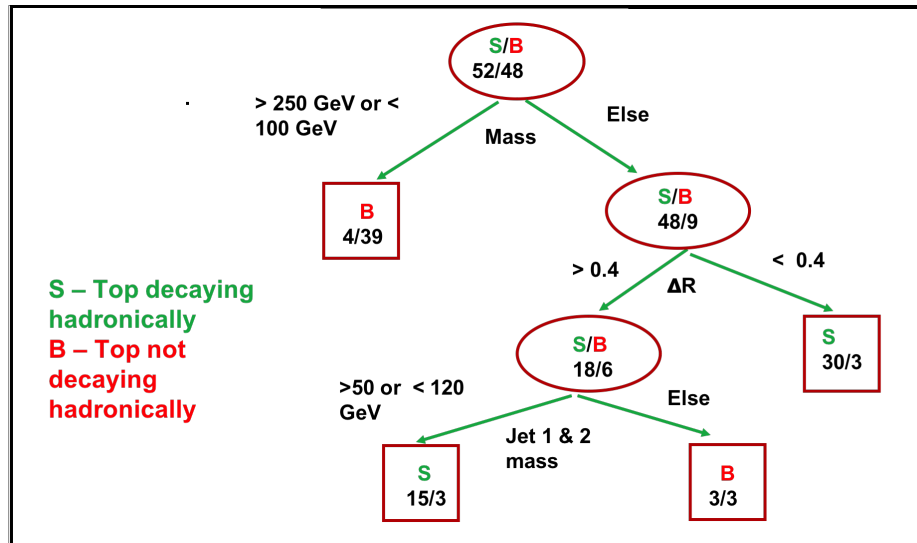 S/B
52/48
> 250 GeV or <
100 GeV
Mass
Else
B
4/39
S/B
48/9
> 0.4
ΔR
< 0.4
S – Top decaying
hadronically
B – Top not
decaying
hadronically
S/B
18/6
S
30/3
>50 or < 120
GeV
Jet 1 & 2
mass
Else
S
15/3
B
3/3